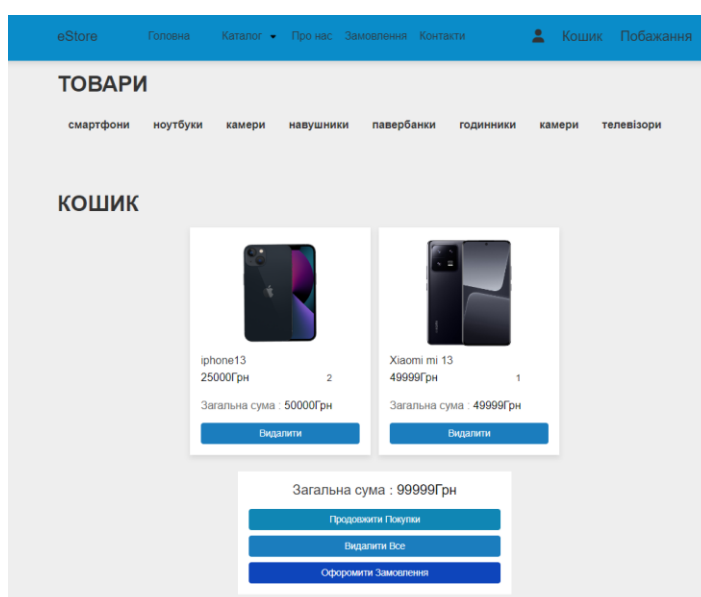 eStore Головна Каталог Про нас Замовлення Контакти Кошик Побажання
ТОВАРИ
смартфони ноутбуки камери навушники павербанки годинники камери телевізори
КОШИК
iphone13
25000Грн 2
Загальна сума : 50000Грн
Видалити
Xiaomi mi 13
49999Грн 1
Загальна сума : 49999Грн
Видалити
Загальна сума : 99999Грн
Продовжити Покупки
Видалити Все
Офоромити Замовлення